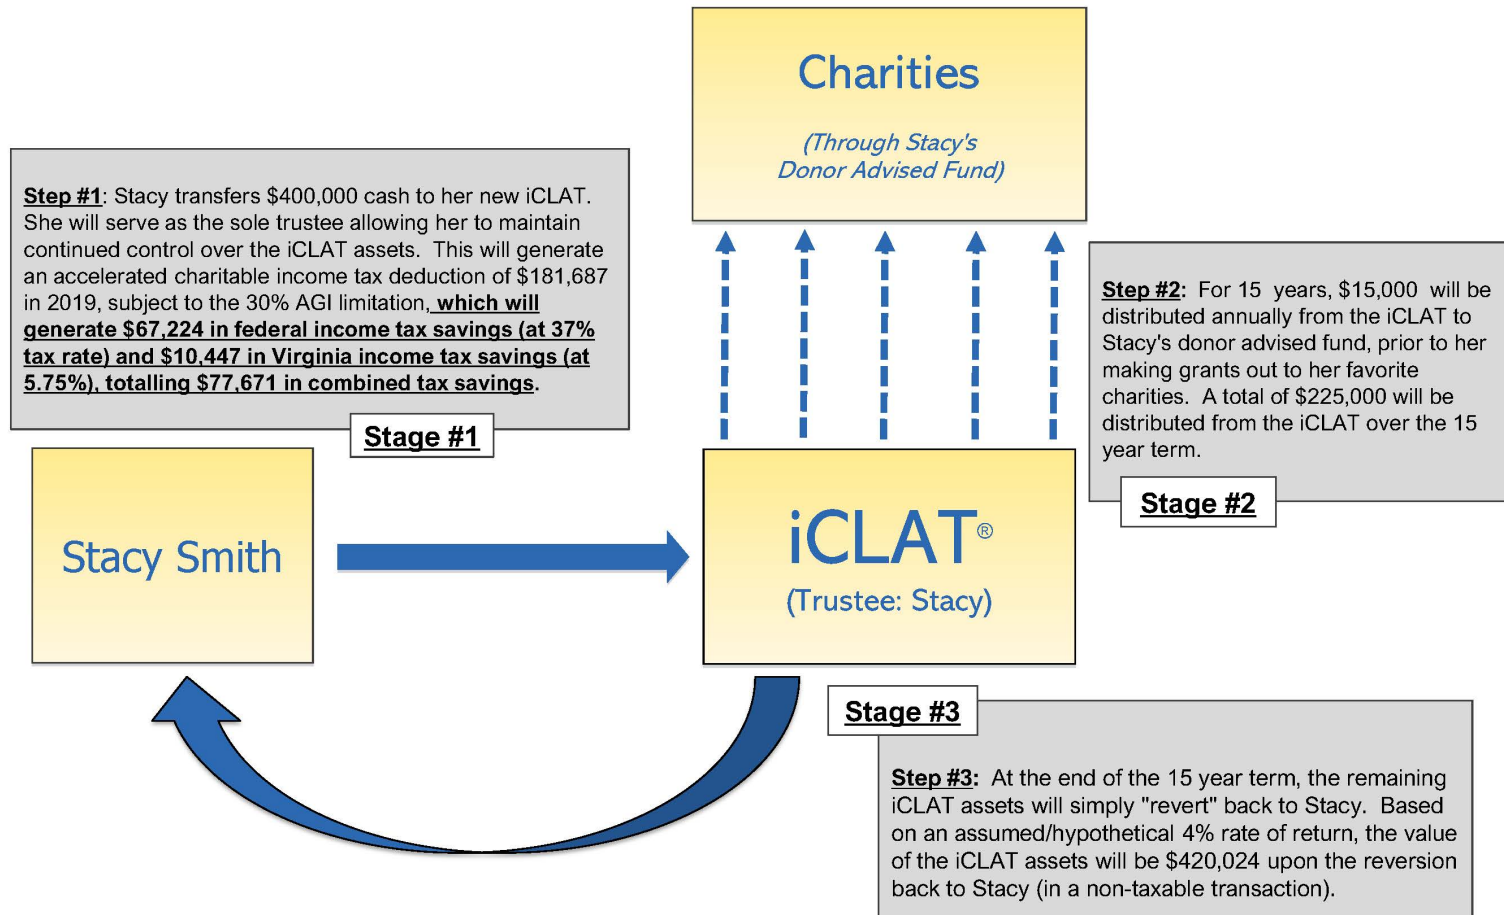 Charities
(Through Stacy's
Donor Advised Fund)
Step #1: Stacy transfers $400,000 cash to her new iCLAT.
She will serve as the sole trustee allowing her to maintain
continued control over the iCLAT assets. This will generate
an accelerated charitable income tax deduction of $181,687
in 2019, subject to the 30% AGI limitation, which will
generate $67,224 in federal income tax savings (at 37%
tax rate) and $10,447 in Virginia income tax savings (at
5.75%), totalling $77,671 in combined tax savings.
Stage #1
Step #2: For 15 years, $15,000 will be
distributed annually from the iCLAT to
Stacy's donor advised fund, prior to her
making grants out to her favorite
charities. A total of $225,000 will be
distributed from the iCLAT over the 15
year term.
Stage #2
Stacy Smith
iCLAT®
(Trustee: Stacy)
Stage #3
Step #3: At the end of the 15 year term, the remaining
iCLAT assets will simply "revert" back to Stacy. Based
on an assumed/hypothetical 4% rate of return, the value
of the iCLAT assets will be $420,024 upon the reversion
back to Stacy (in a non-taxable transaction).